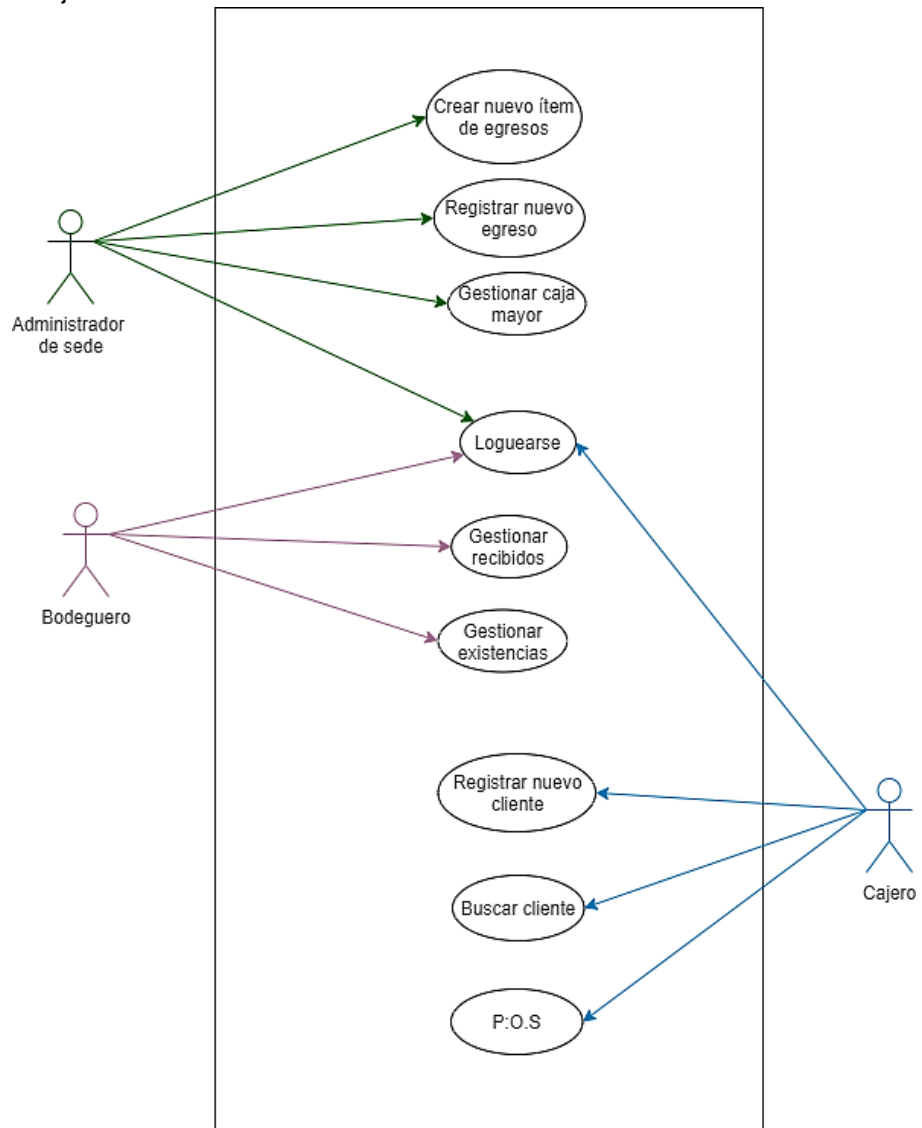 Crear nuevo ítem
de egresos
Registrar nuevo
egreso
Gestionar caja
mayor
Administrador
de sede
Loguearse
Gestionar
recibidos
Bodeguero
Gestionar
existencias
Registrar nuevo
cliente
Cajero
Buscar cliente
P:O.S